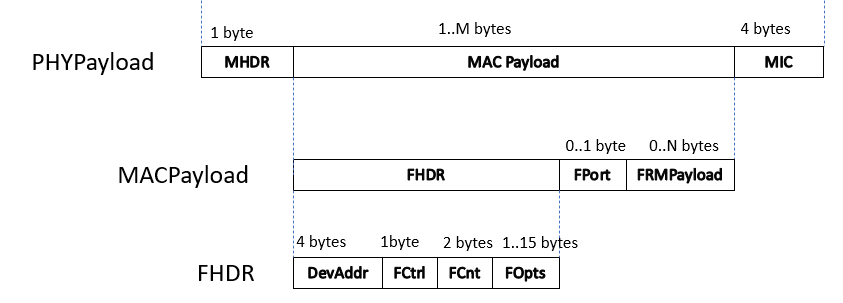 1 byte 1..M bytes 4 bytes
PHYPayload MHDR MAC Payload MIC
0..1 byte 0..N bytes
MACPayload FHDR FPort FRMPayload
4 bytes 1byte 2 bytes 1..15 bytes
FHDR DevAddr FCtrl FCnt FOpts